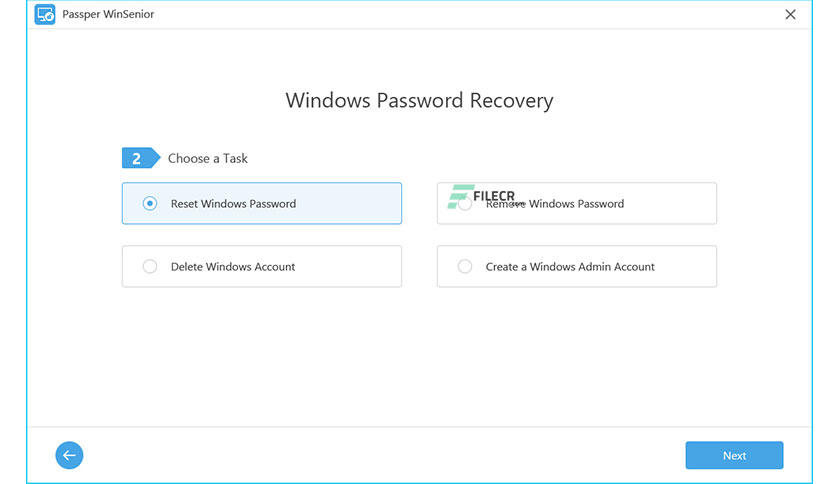 Passper WinSenior
Windows Password Recovery
2 Choose a Task
Reset Windows Password
FILECR
.com
Remove Windows Password
Delete Windows Account
Create a Windows Admin Account
Next